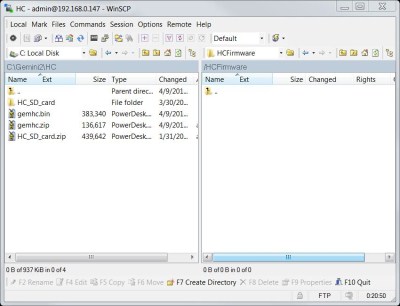 HC - admin@192.168.0.147 - WinSCP
Local Mark Files Commands Session Options Remote Help
Default
C: Local Disk
HCFirmware
C:\Gemini2\HC
/HCFirmware
Name Ext Size Type Changed
Name Ext Size Changed Rights
.. Parent direc... 4/9/201...
..
HC_SD_card File folder 3/30/20...
gemhc.bin 383,340 PowerDesk... 4/9/201...
gemhc.zip 136,617 PowerDesk... 4/9/201...
HC_SD_card.zip 439,642 PowerDesk... 1/31/20...
0 B of 937 KiB in 0 of 4
0 B of 0 B in 0 of 0
F2 Rename F4 Edit F5 Copy F6 Move F7 Create Directory F8 Delete F9 Properties F10 Quit
FTP 0:20:50